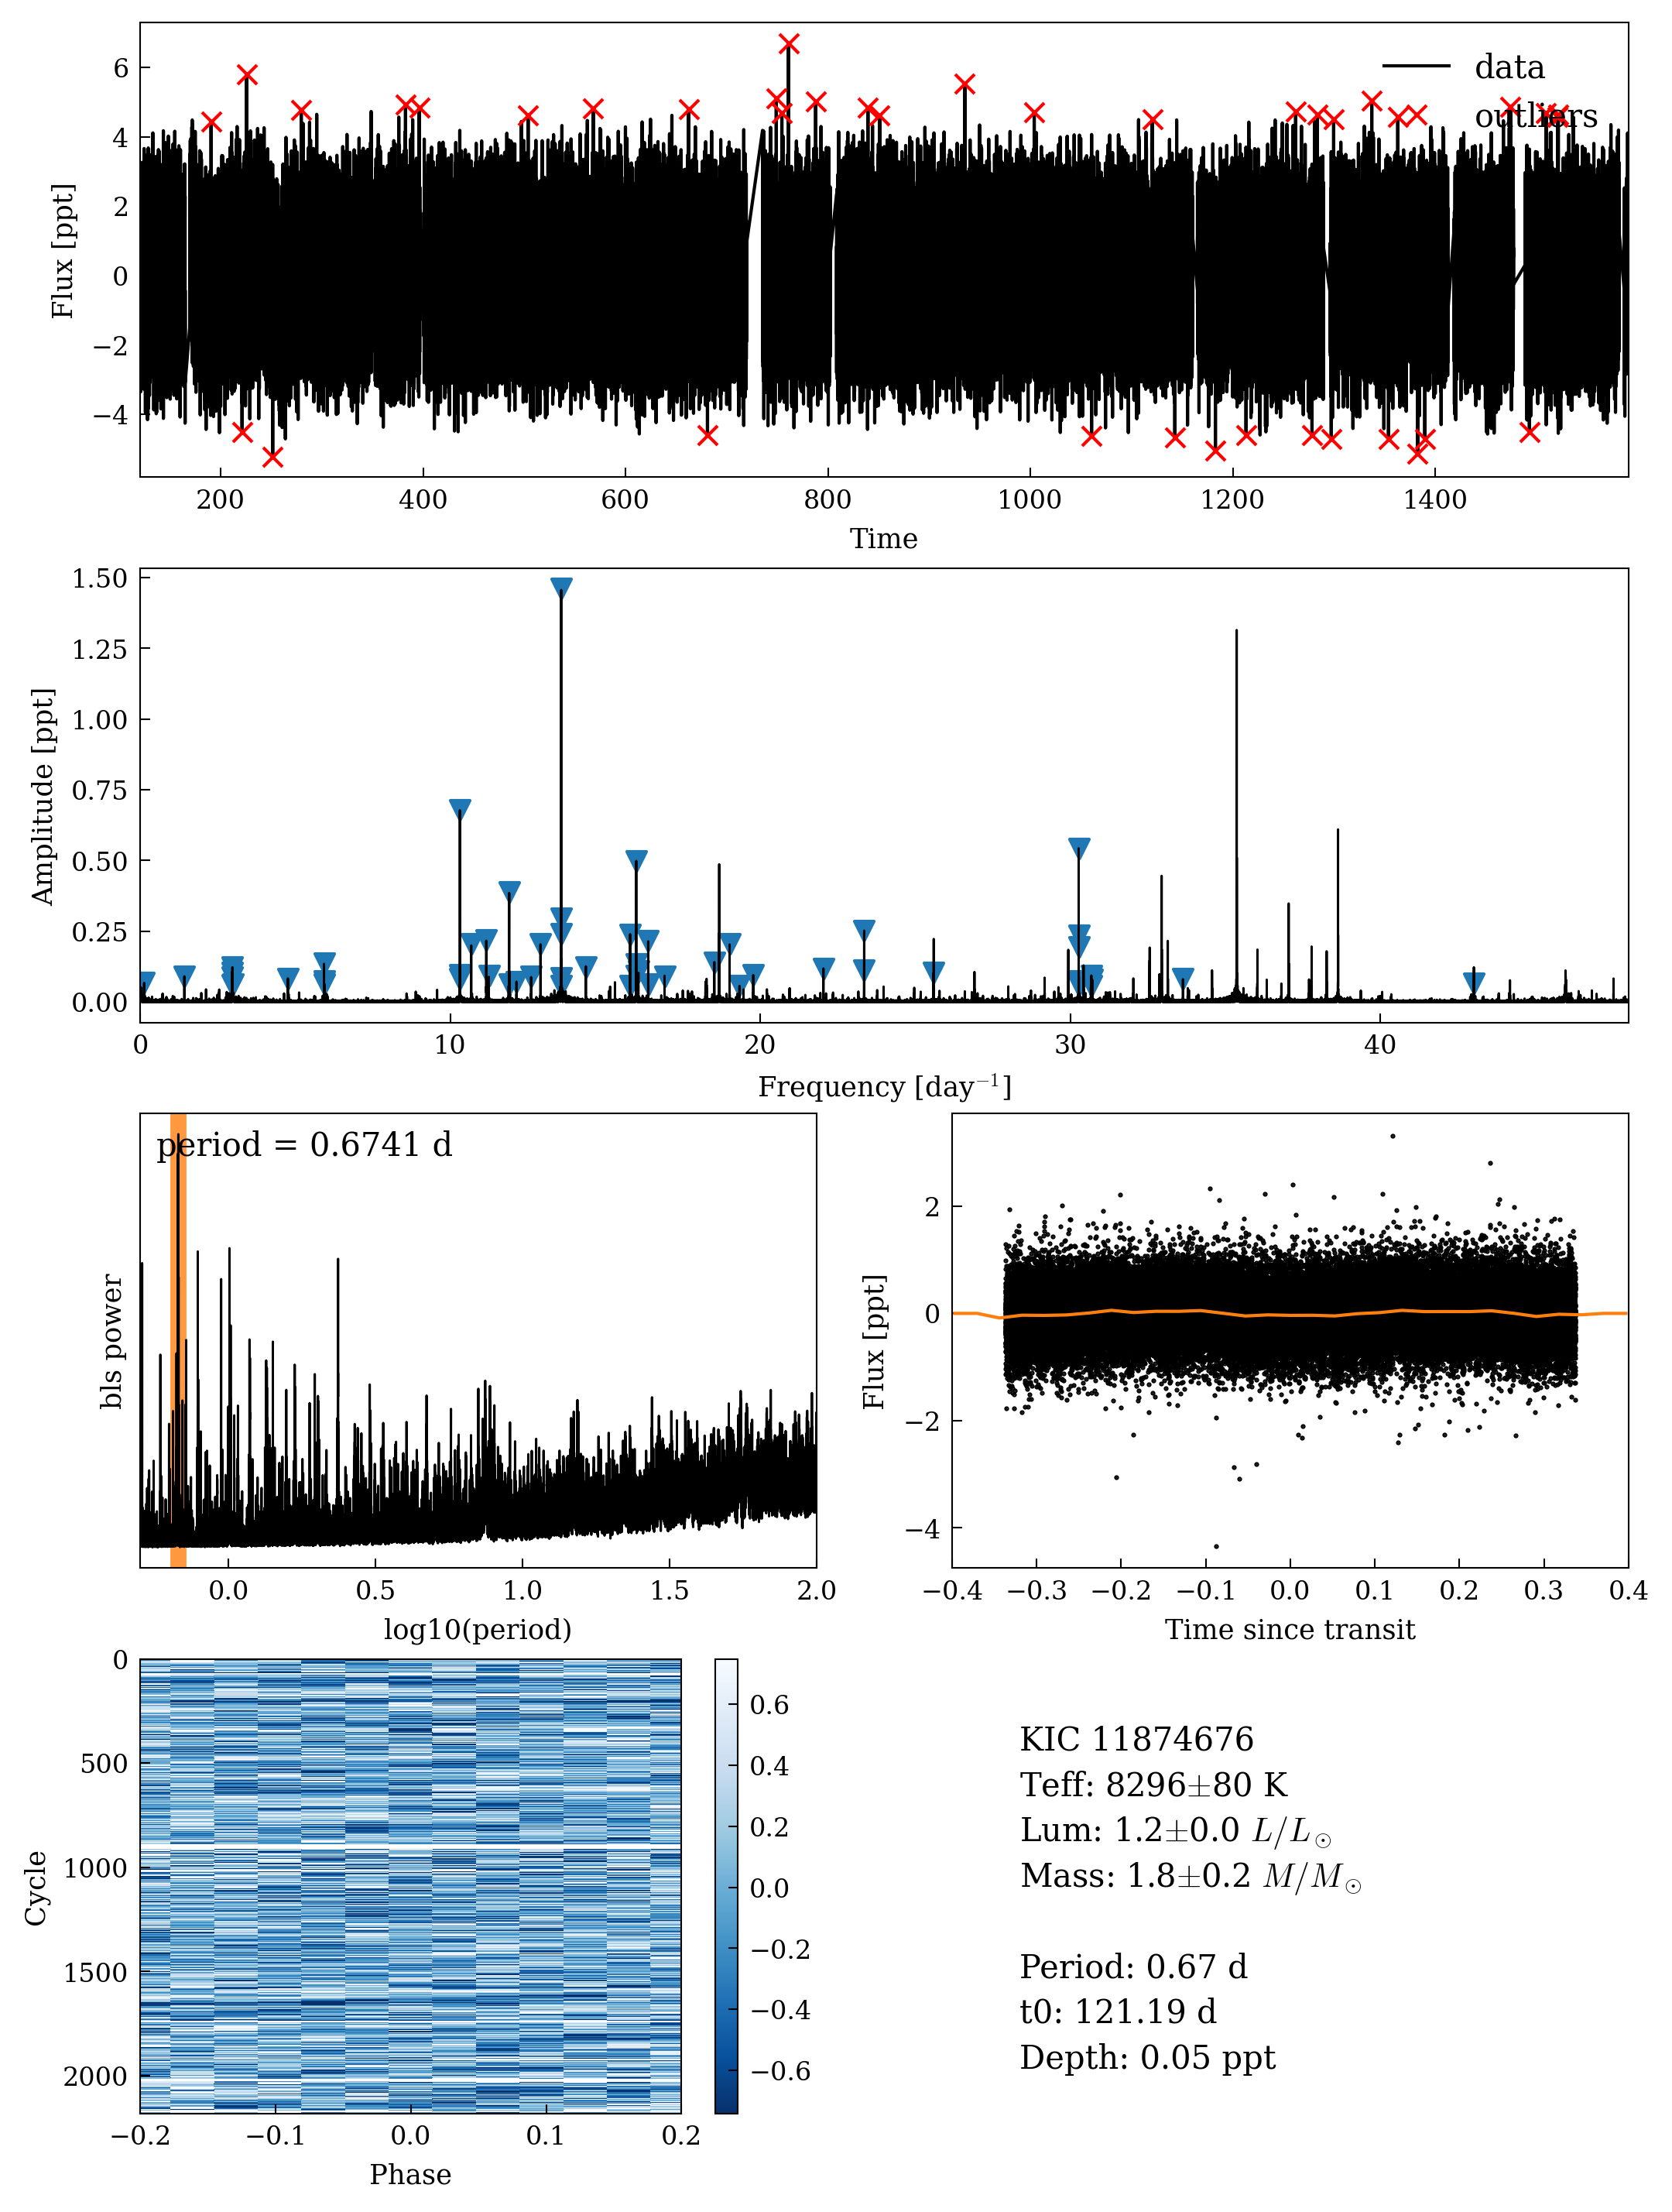 6
4
2
0
−2
−4
Flux [ppt]
data
outliers
200 400 600 800 1000 1200 1400
Time
1.50
1.25
1.00
0.75
0.50
0.25
0.00
Amplitude [ppt]
0 10 20 30 40
Frequency [day⁻¹]
period = 0.6741 d
bls power
0.0 0.5 1.0 1.5 2.0
log10(period)
2
0
−2
−4
Flux [ppt]
−0.4 −0.3 −0.2 −0.1 0.0 0.1 0.2 0.3 0.4
Time since transit
0
500
1000
1500
2000
Cycle
−0.2 −0.1 0.0 0.1 0.2
Phase
0.6
0.4
0.2
0.0
−0.2
−0.4
−0.6
KIC 11874676
Teff: 8296±80 K
Lum: 1.2±0.0 L/L⊙
Mass: 1.8±0.2 M/M⊙
Period: 0.67 d
t0: 121.19 d
Depth: 0.05 ppt